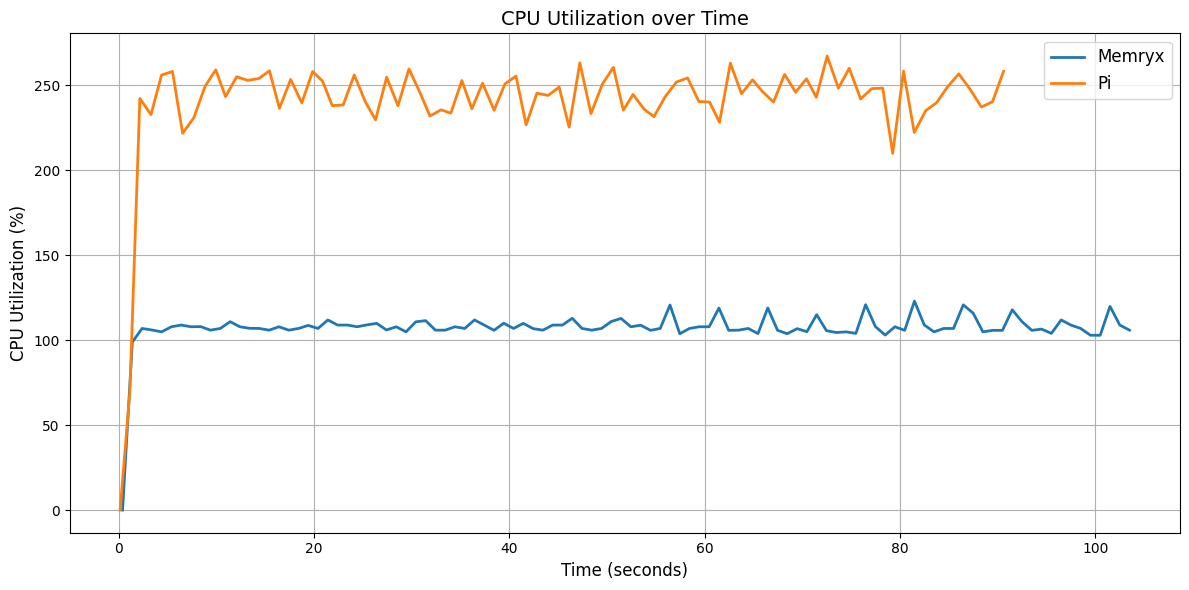 CPU Utilization over Time
Memryx
Pi
CPU Utilization (%)
250
200
150
100
50
0
0 20 40 60 80 100
Time (seconds)